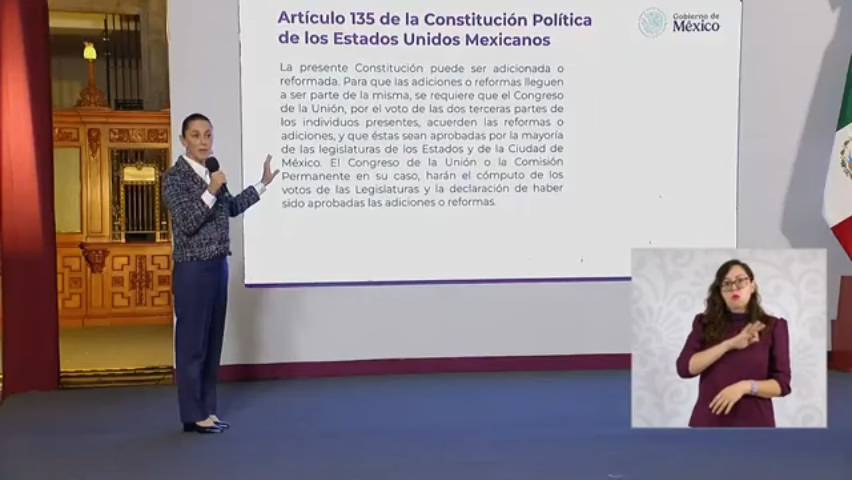 Artículo 135 de la Constitución Política
de los Estados Unidos Mexicanos
Gobierno de
México
La presente Constitución puede ser adicionada o
reformada. Para que las adiciones o reformas lleguen
a ser parte de la misma, se requiere que el Congreso
de la Unión, por el voto de las dos terceras partes de
los individuos presentes, acuerden las reformas o
adiciones, y que éstas sean aprobadas por la mayoría
de las legislaturas de los Estados y de la Ciudad de
México. El Congreso de la Unión o la Comisión
Permanente en su caso, harán el cómputo de los
votos de las Legislaturas y la declaración de haber
sido aprobadas las adiciones o reformas.